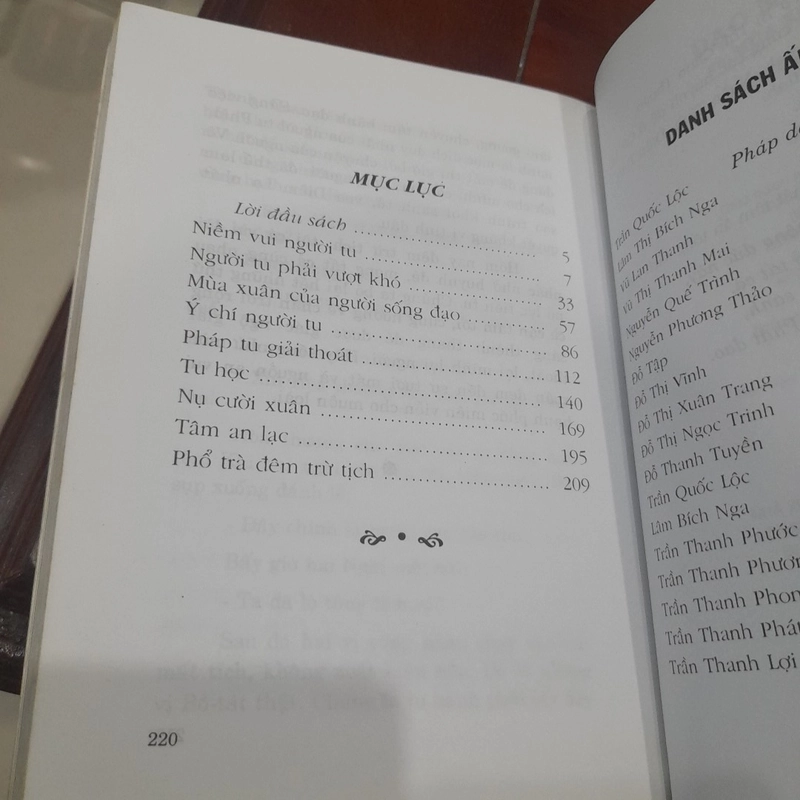 MỤC LỤC
Lời đầu sách ........................ 5
Niềm vui người tu ........................ 7
Người tu phải vượt khó ........................ 33
Mùa xuân của người sống đạo ........................ 57
Ý chí người tu ........................ 86
Pháp tu giải thoát ........................ 112
Tu học ........................ 140
Nụ cười xuân ........................ 169
Tâm an lạc ........................ 195
Phổ trà đêm trừ tịch ........................ 209
220
DANH SÁCH
Pháp
Trần Quốc Lộc
Lâm Thị Bích Nga
Vũ Lan Thanh
Vũ Thị Thanh Mai
Nguyễn Quế Trình
Nguyễn Phương Thảo
Đỗ Tập
Đỗ Thị Vĩnh
Đỗ Thị Xuân Trang
Đỗ Thị Ngọc Trinh
Đỗ Thanh Tuyền
Trần Quốc Lộc
Lâm Bích Nga
Trần Thanh Phước
Trần Thanh Phươn
Trần Thanh Phon
Trần Thanh Phá
Trần Thanh Lợi